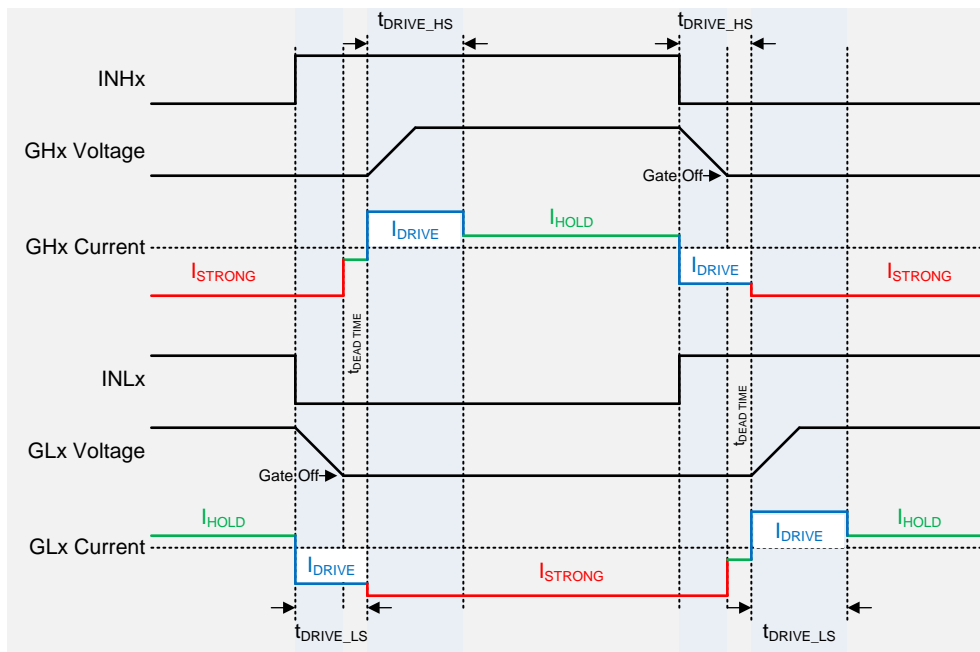 tDRIVE_HS
tDRIVE_HS
INHx
GHx Voltage
Gate Off
GHx Current
IDRIVE
IHOLD
IDRIVE
ISTRONG
ISTRONG
tDEAD TIME
INLx
tDEAD TIME
GLx Voltage
Gate Off
IHOLD
IDRIVE
IHOLD
GLx Current
IDRIVE
ISTRONG
tDRIVE_LS
tDRIVE_LS